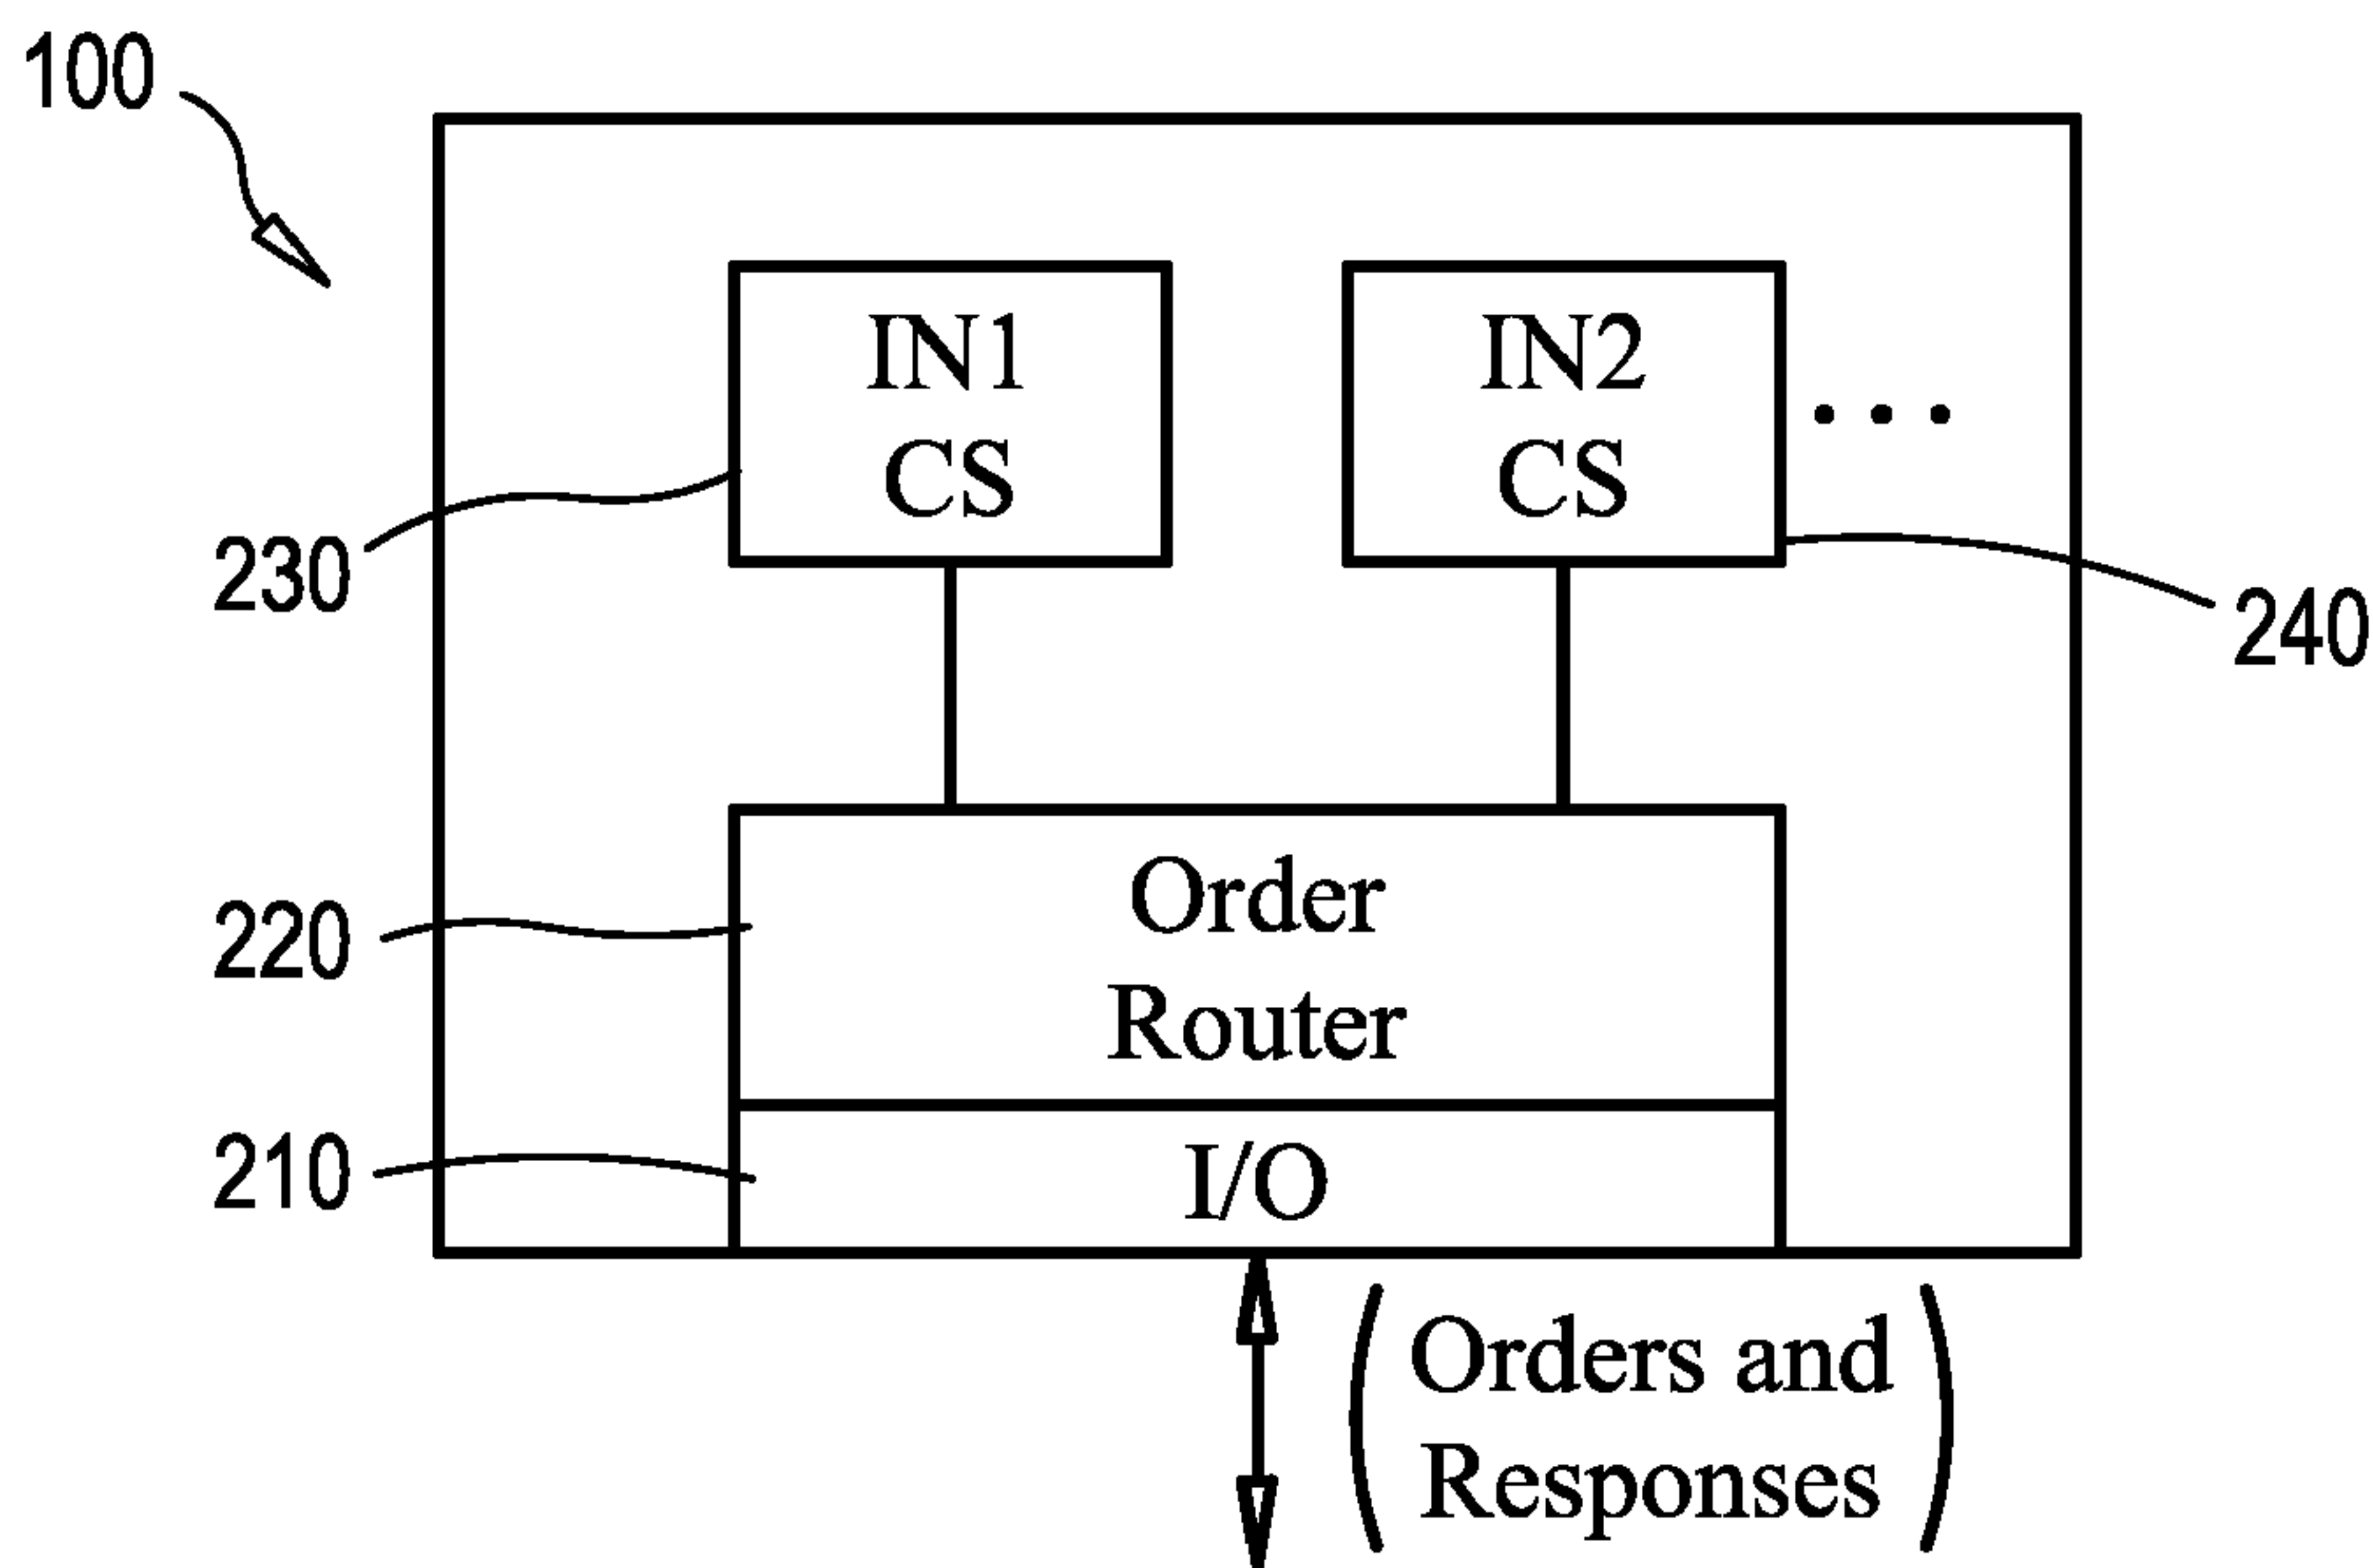 100
IN1
CS
IN2
CS
...
230
240
Order
Router
220
210
I/O
(Orders and
Responses)